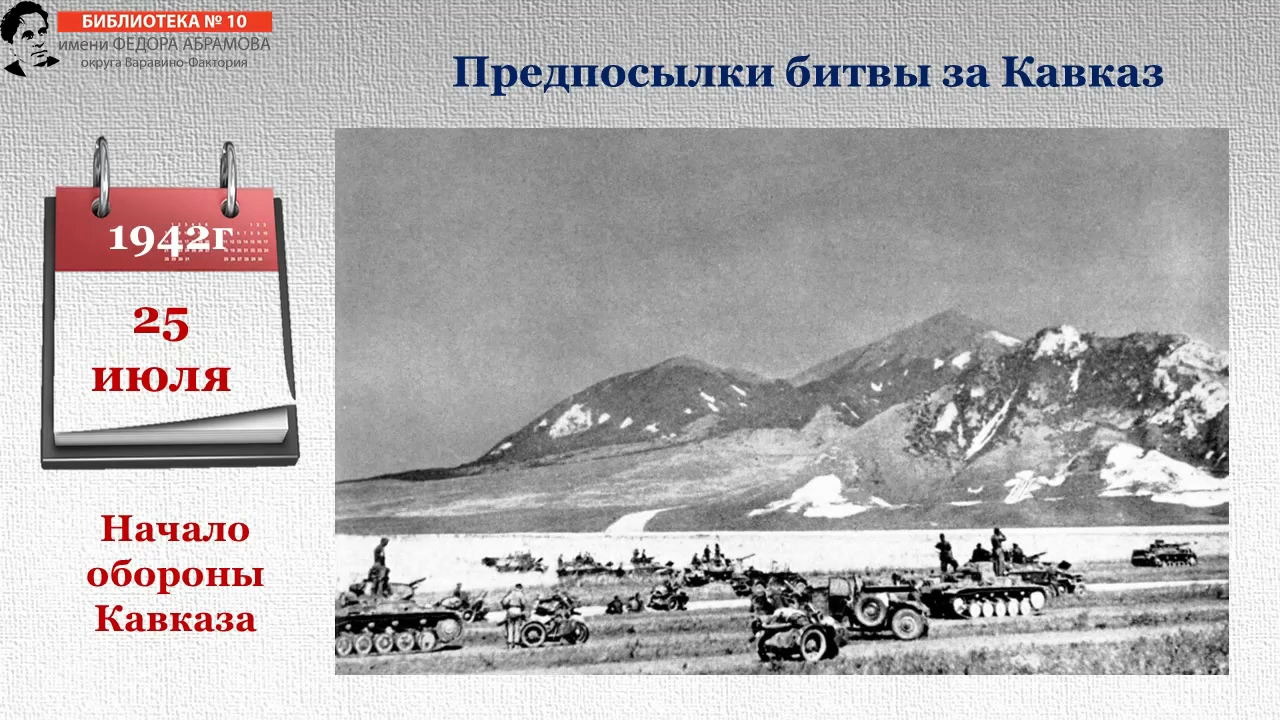 БИБЛИОТЕКА № 10
имени ФЕДОРА АБРАМОВА
округа Варавино-Фактория
Предпосылки битвы за Кавказ
1942г
25
июля
Начало
обороны
Кавказа